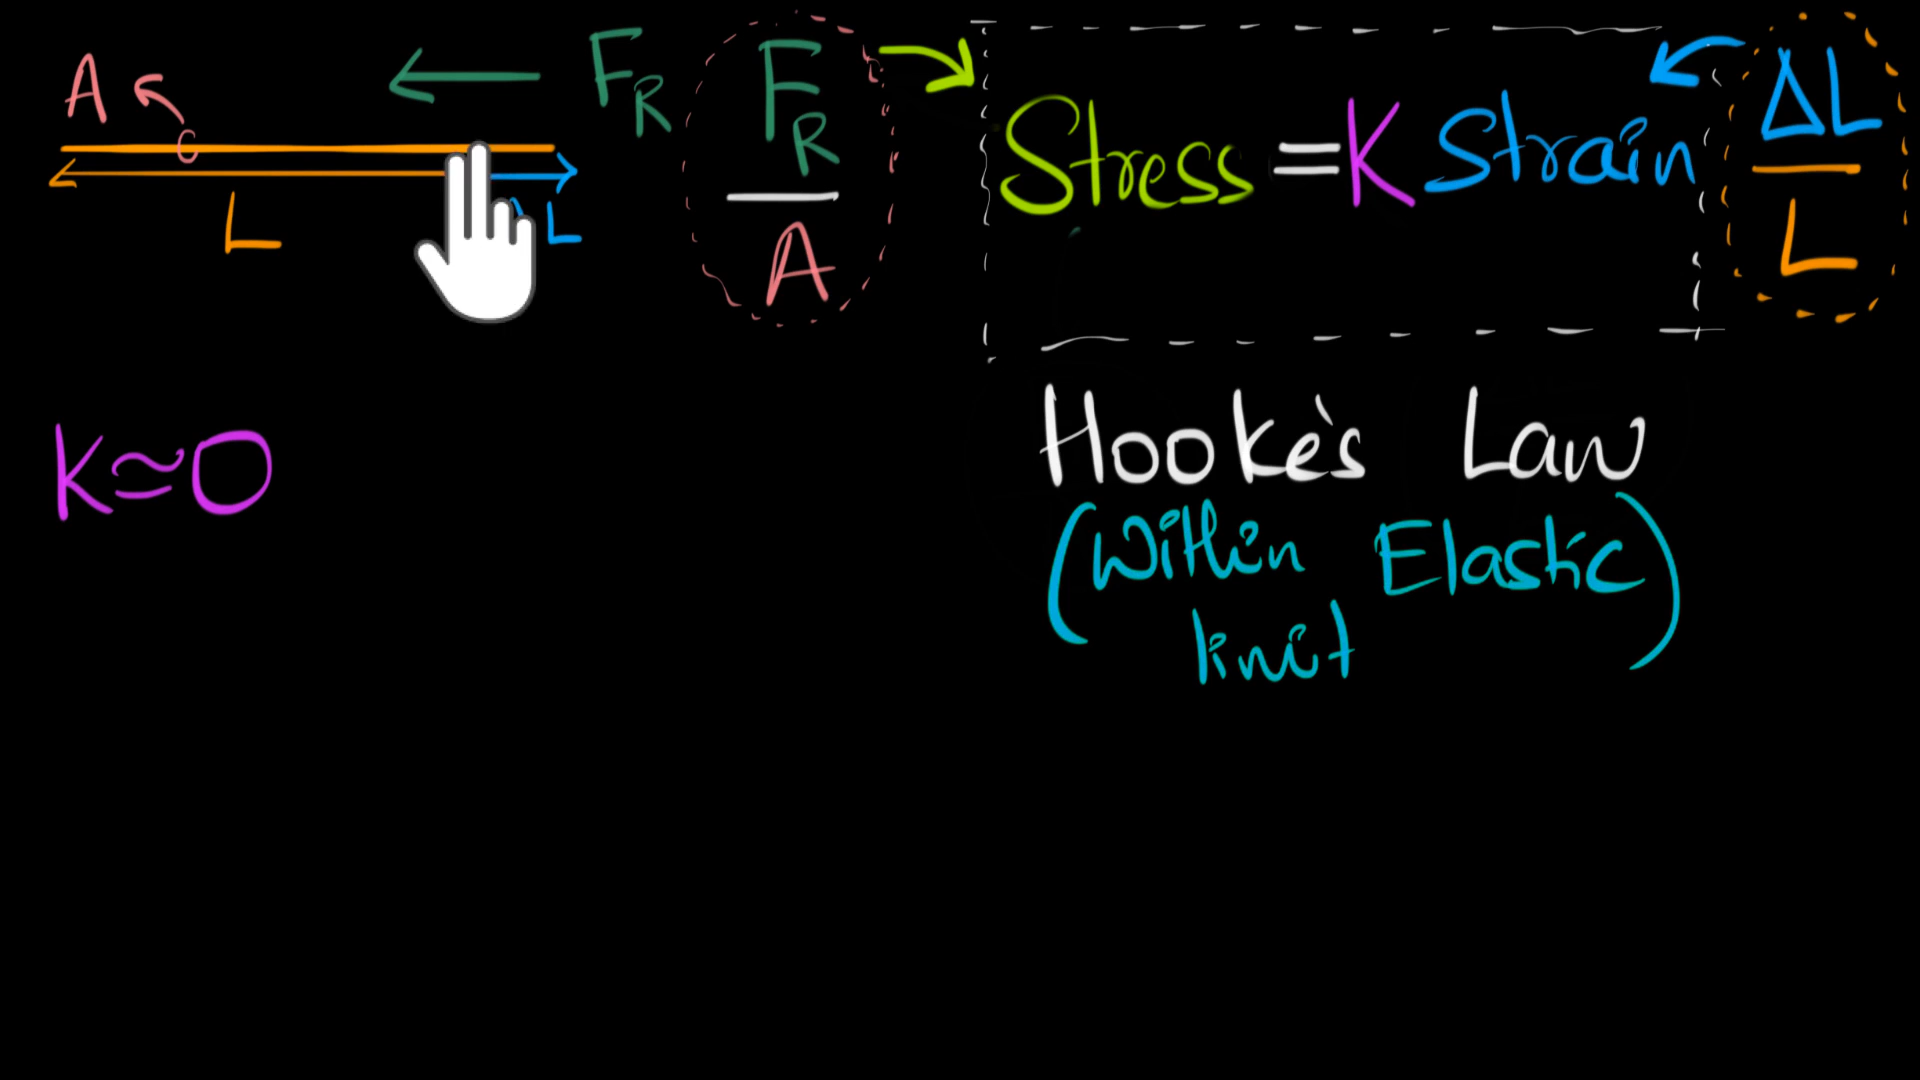 A
F_R
L
ΔL
F_R
A
Stress = K Strain
ΔL
L
K ≃ 0
Hooke's Law
(Within Elastic
limit)